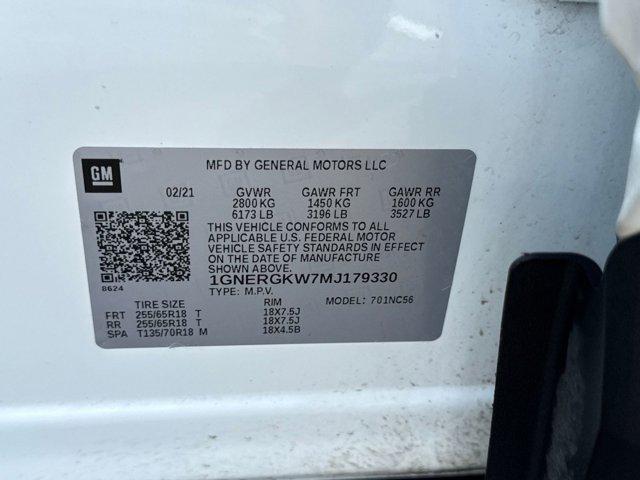 GM
MFD BY GENERAL MOTORS LLC
02/21 GVWR GAWR FRT GAWR RR
2800 KG 1450 KG 1600 KG
6173 LB 3196 LB 3527 LB
THIS VEHICLE CONFORMS TO ALL
APPLICABLE U.S. FEDERAL MOTOR
VEHICLE SAFETY STANDARDS IN EFFECT
ON THE DATE OF MANUFACTURE
SHOWN ABOVE.
1GNERGKW7MJ179330
8624
TYPE: M.P.V. MODEL: 701NC56
TIRE SIZE RIM
FRT 255/65R18 T 18X7.5J
RR 255/65R18 T 18X7.5J
SPA T135/70R18 M 18X4.5B